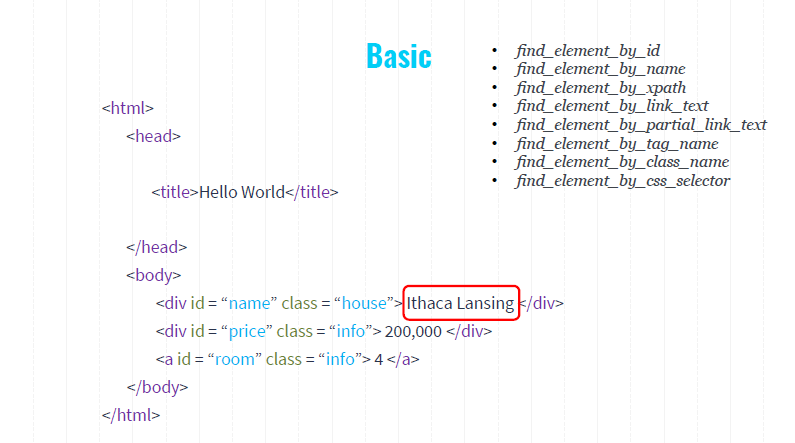 Basic
• find_element_by_id
• find_element_by_name
• find_element_by_xpath
• find_element_by_link_text
• find_element_by_partial_link_text
• find_element_by_tag_name
• find_element_by_class_name
• find_element_by_css_selector
<html>
<head>
<title>Hello World</title>
</head>
<body>
<div id = “name” class = “house”> Ithaca Lansing </div>
<div id = “price” class = “info”> 200,000 </div>
<a id = “room” class = “info”> 4 </a>
</body>
</html>